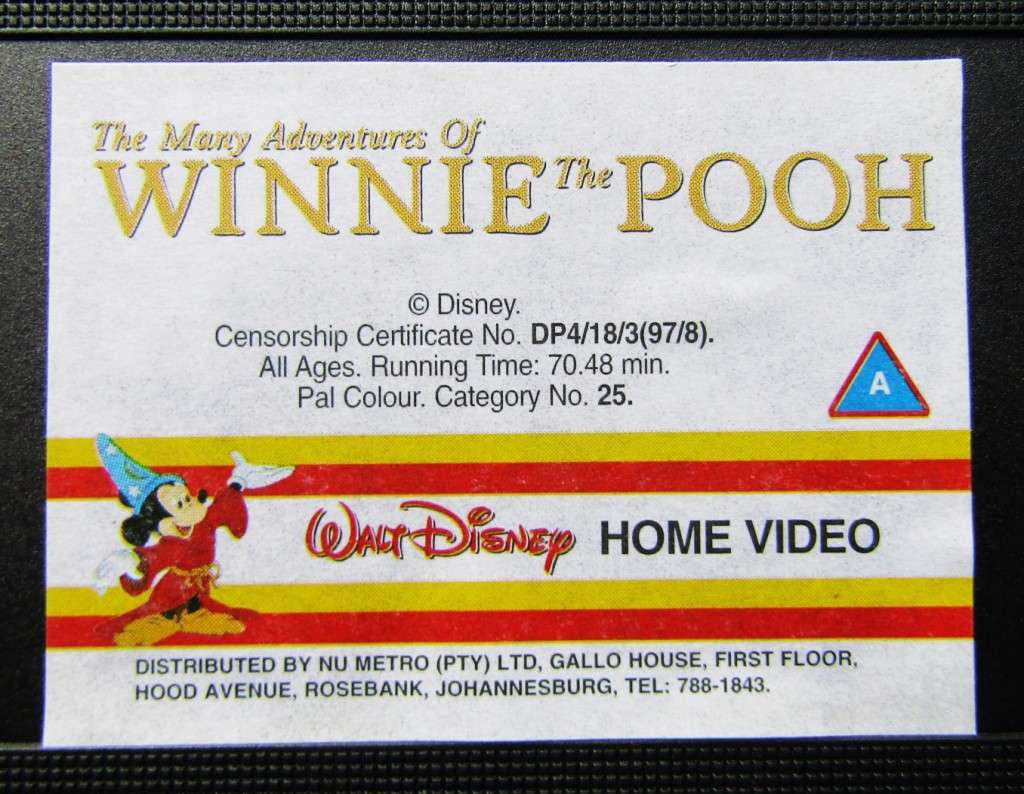 The Many Adventures Of
WINNIE The POOH
© Disney.
Censorship Certificate No. DP4/18/3(97/8).
All Ages. Running Time: 70.48 min.
Pal Colour. Category No. 25.
A
WALT DISNEY HOME VIDEO
DISTRIBUTED BY NU METRO (PTY) LTD, GALLO HOUSE, FIRST FLOOR,
HOOD AVENUE, ROSEBANK, JOHANNESBURG, TEL: 788-1843.